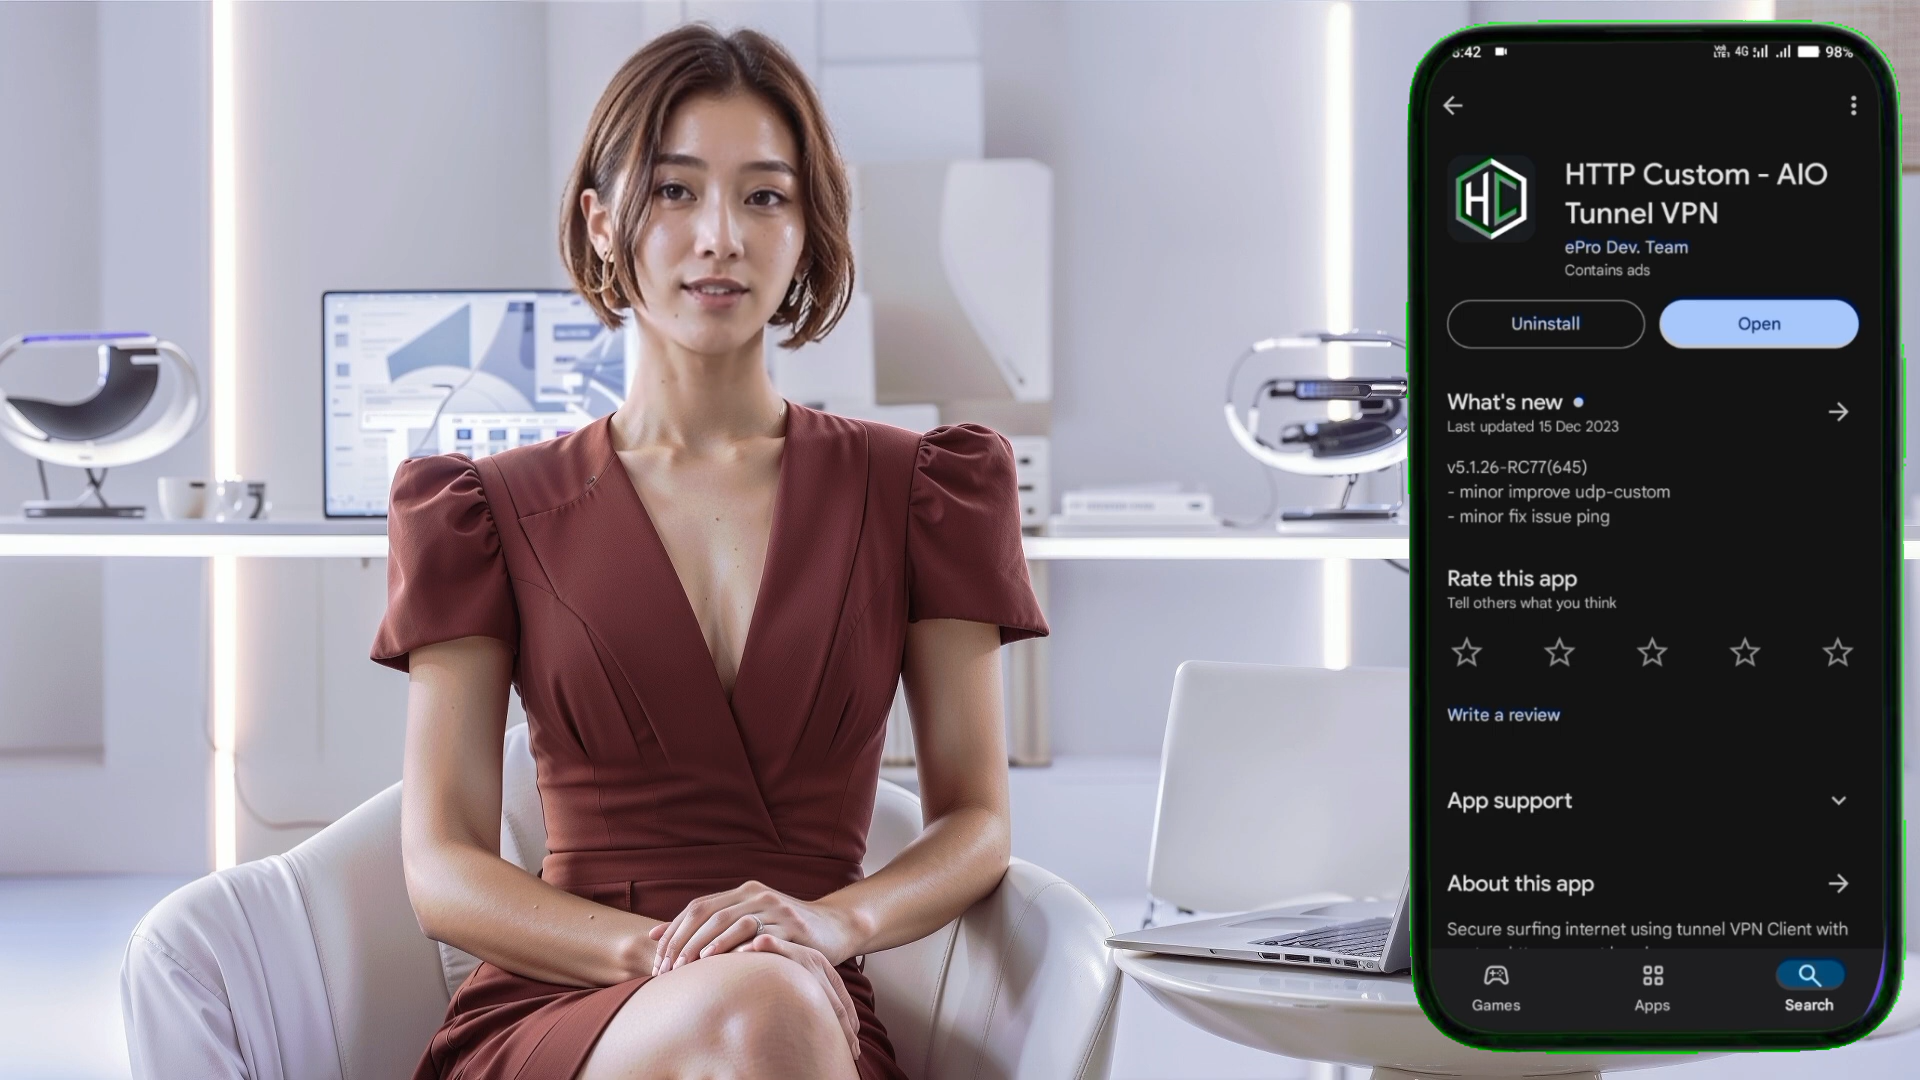 :42
4G
98%
HC
HTTP Custom - AIO
Tunnel VPN
ePro Dev. Team
Contains ads
Uninstall
Open
What's new
Last updated 15 Dec 2023
v5.1.26-RC77(645)
- minor improve udp-custom
- minor fix issue ping
Rate this app
Tell others what you think
Write a review
App support
About this app
Secure surfing internet using tunnel VPN Client with
Games
Apps
Search